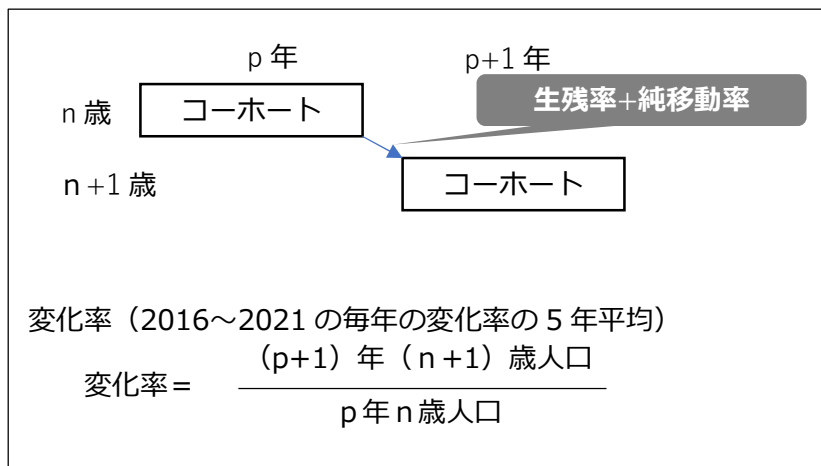 p 年 p+1 年
生残率+純移動率
n 歳 コーホート
n +1 歳 コーホート
変化率(2016~2021 の毎年の変化率の 5 年平均)
(p+1)年(n +1)歳人口
変化率=
p 年 n 歳人口